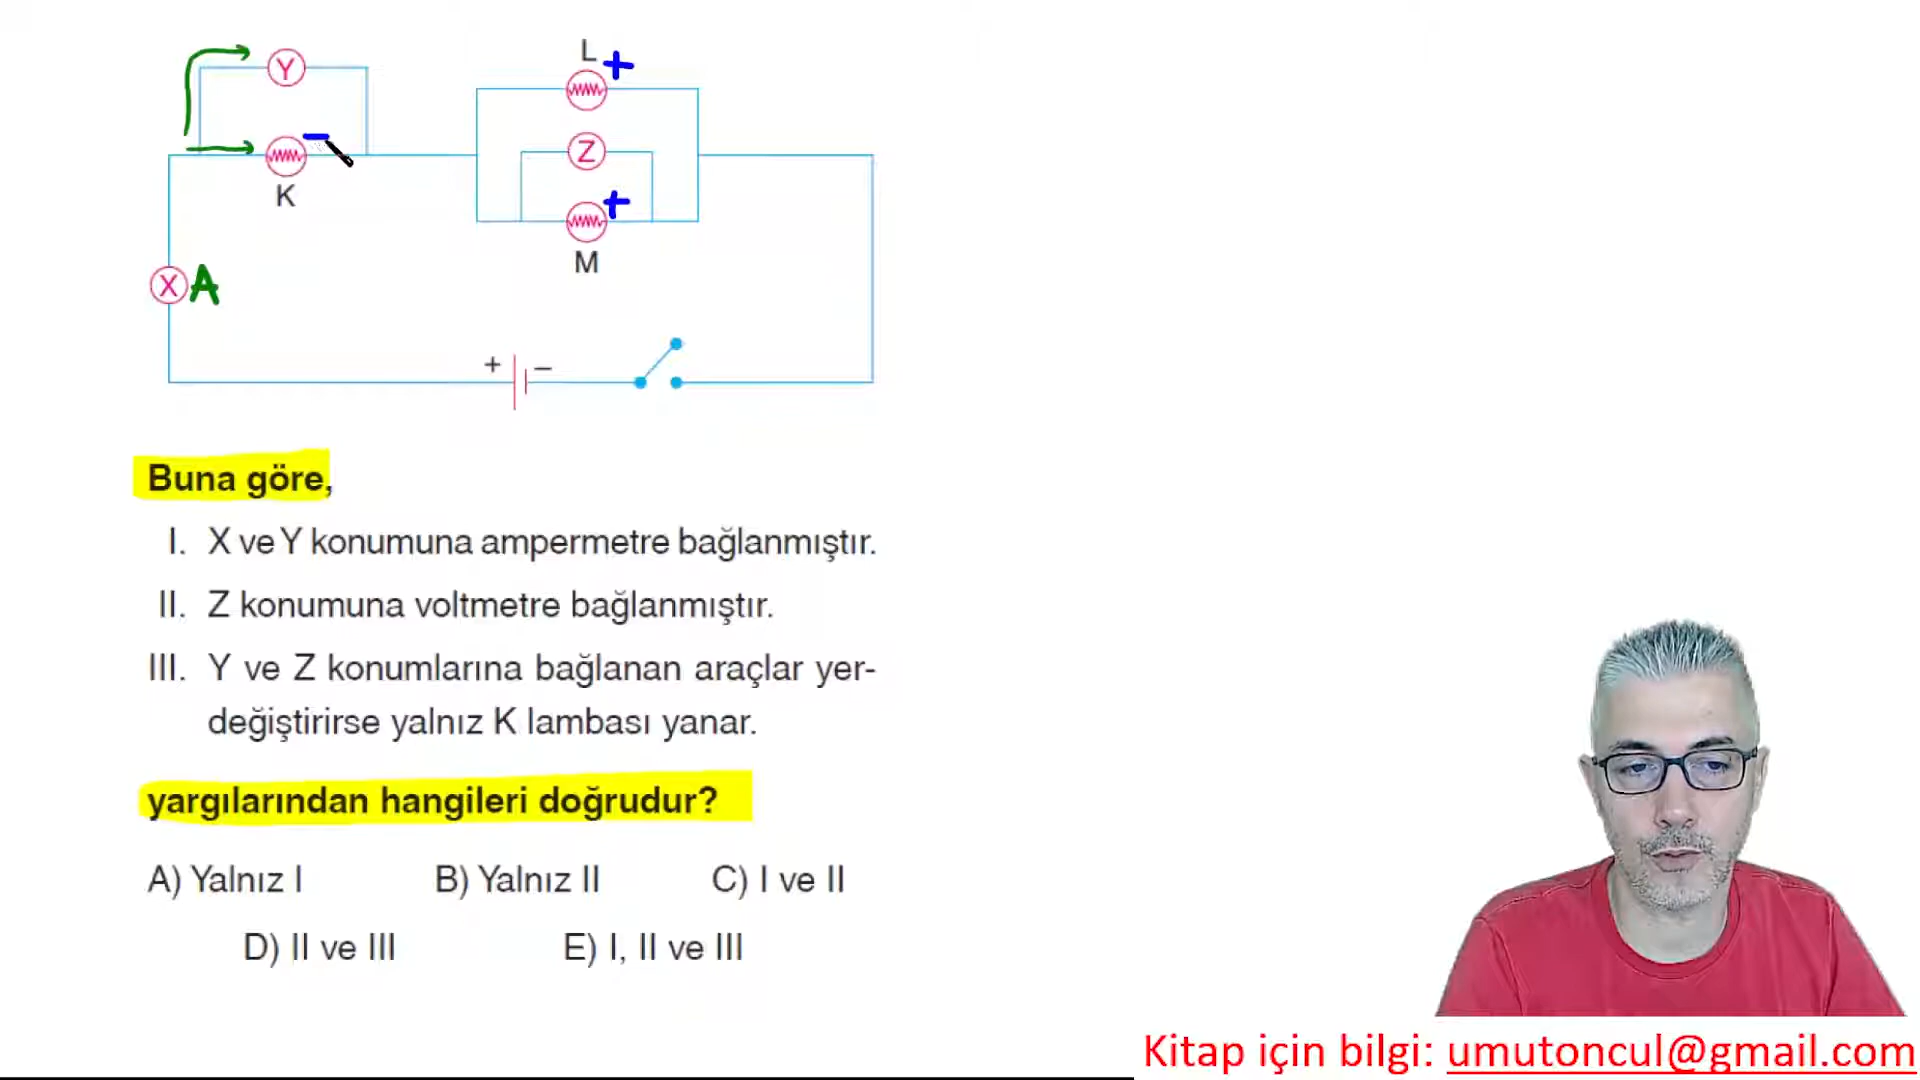 L
+
Y
−
Z
K
+
M
X A
+ −
Buna göre,
I. X ve Y konumuna ampermetre bağlanmıştır.
II. Z konumuna voltmetre bağlanmıştır.
III. Y ve Z konumlarına bağlanan araçlar yer-
değiştirirse yalnız K lambası yanar.
yargılarından hangileri doğrudur?
A) Yalnız I B) Yalnız II C) I ve II
D) II ve III E) I, II ve III
Kitap için bilgi: umutoncul@gmail.com